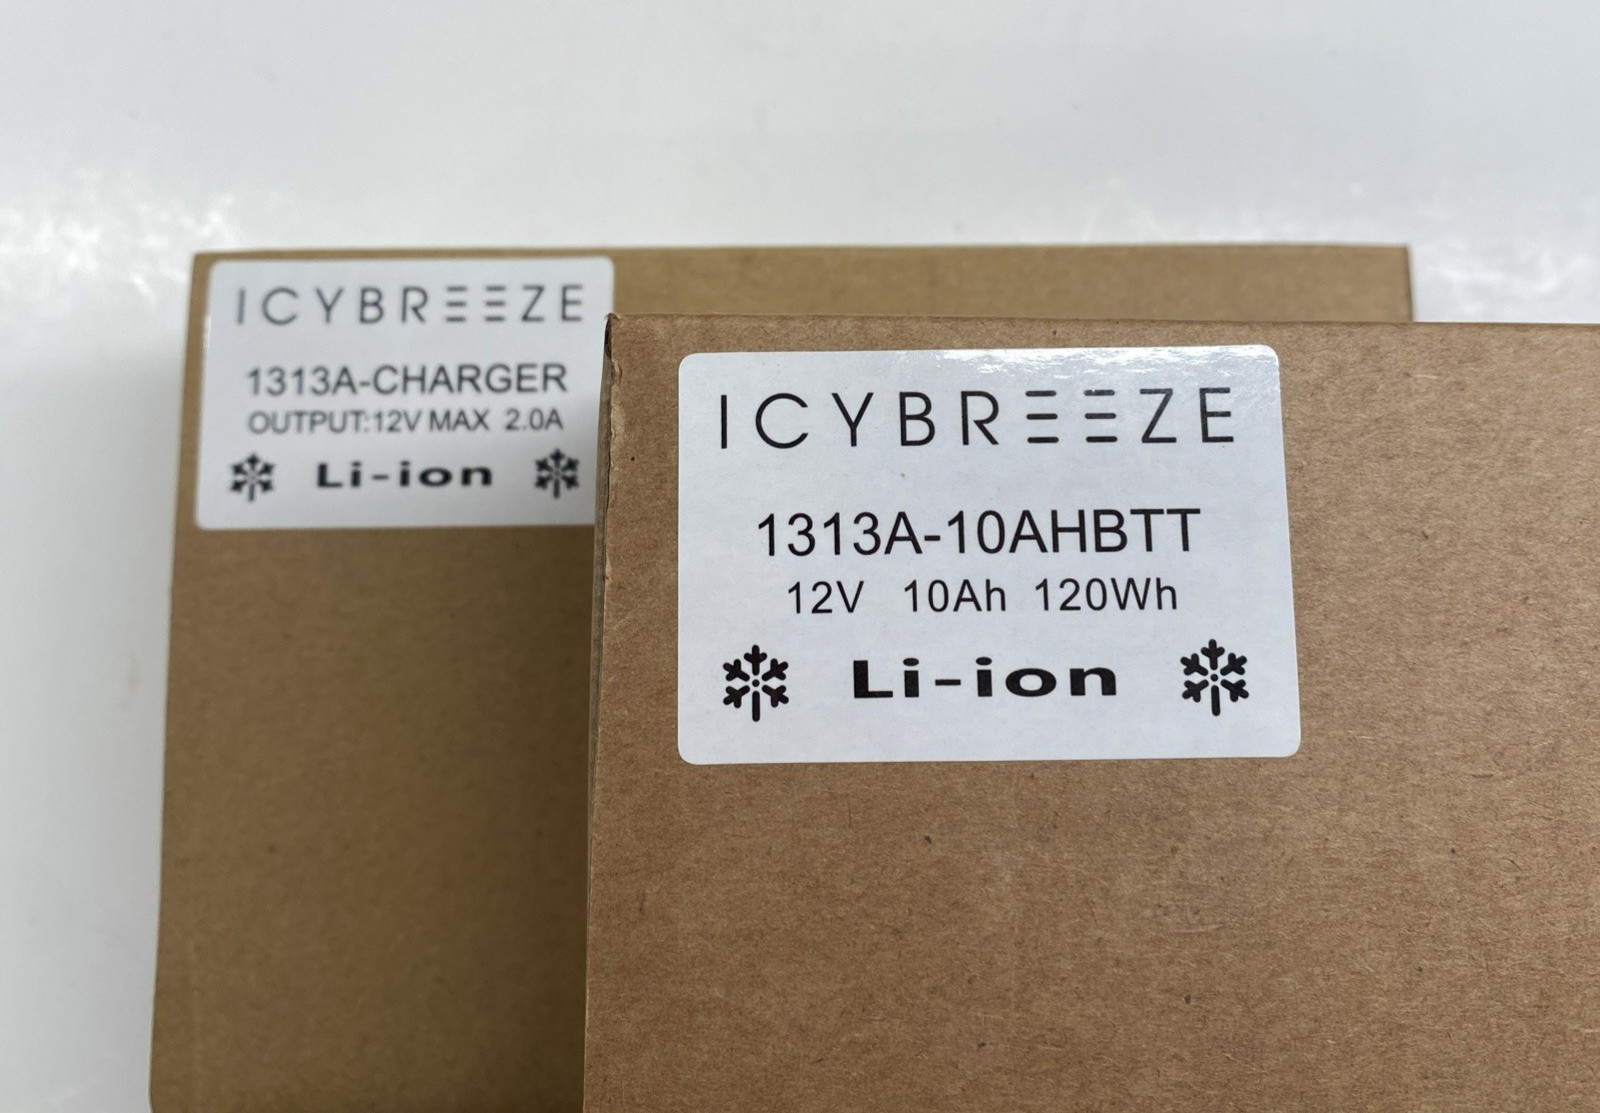 ICYBREEZE
1313A-CHARGER
OUTPUT:12V MAX 2.0A
Li-ion
ICYBREEZE
1313A-10AHBTT
12V 10Ah 120Wh
Li-ion